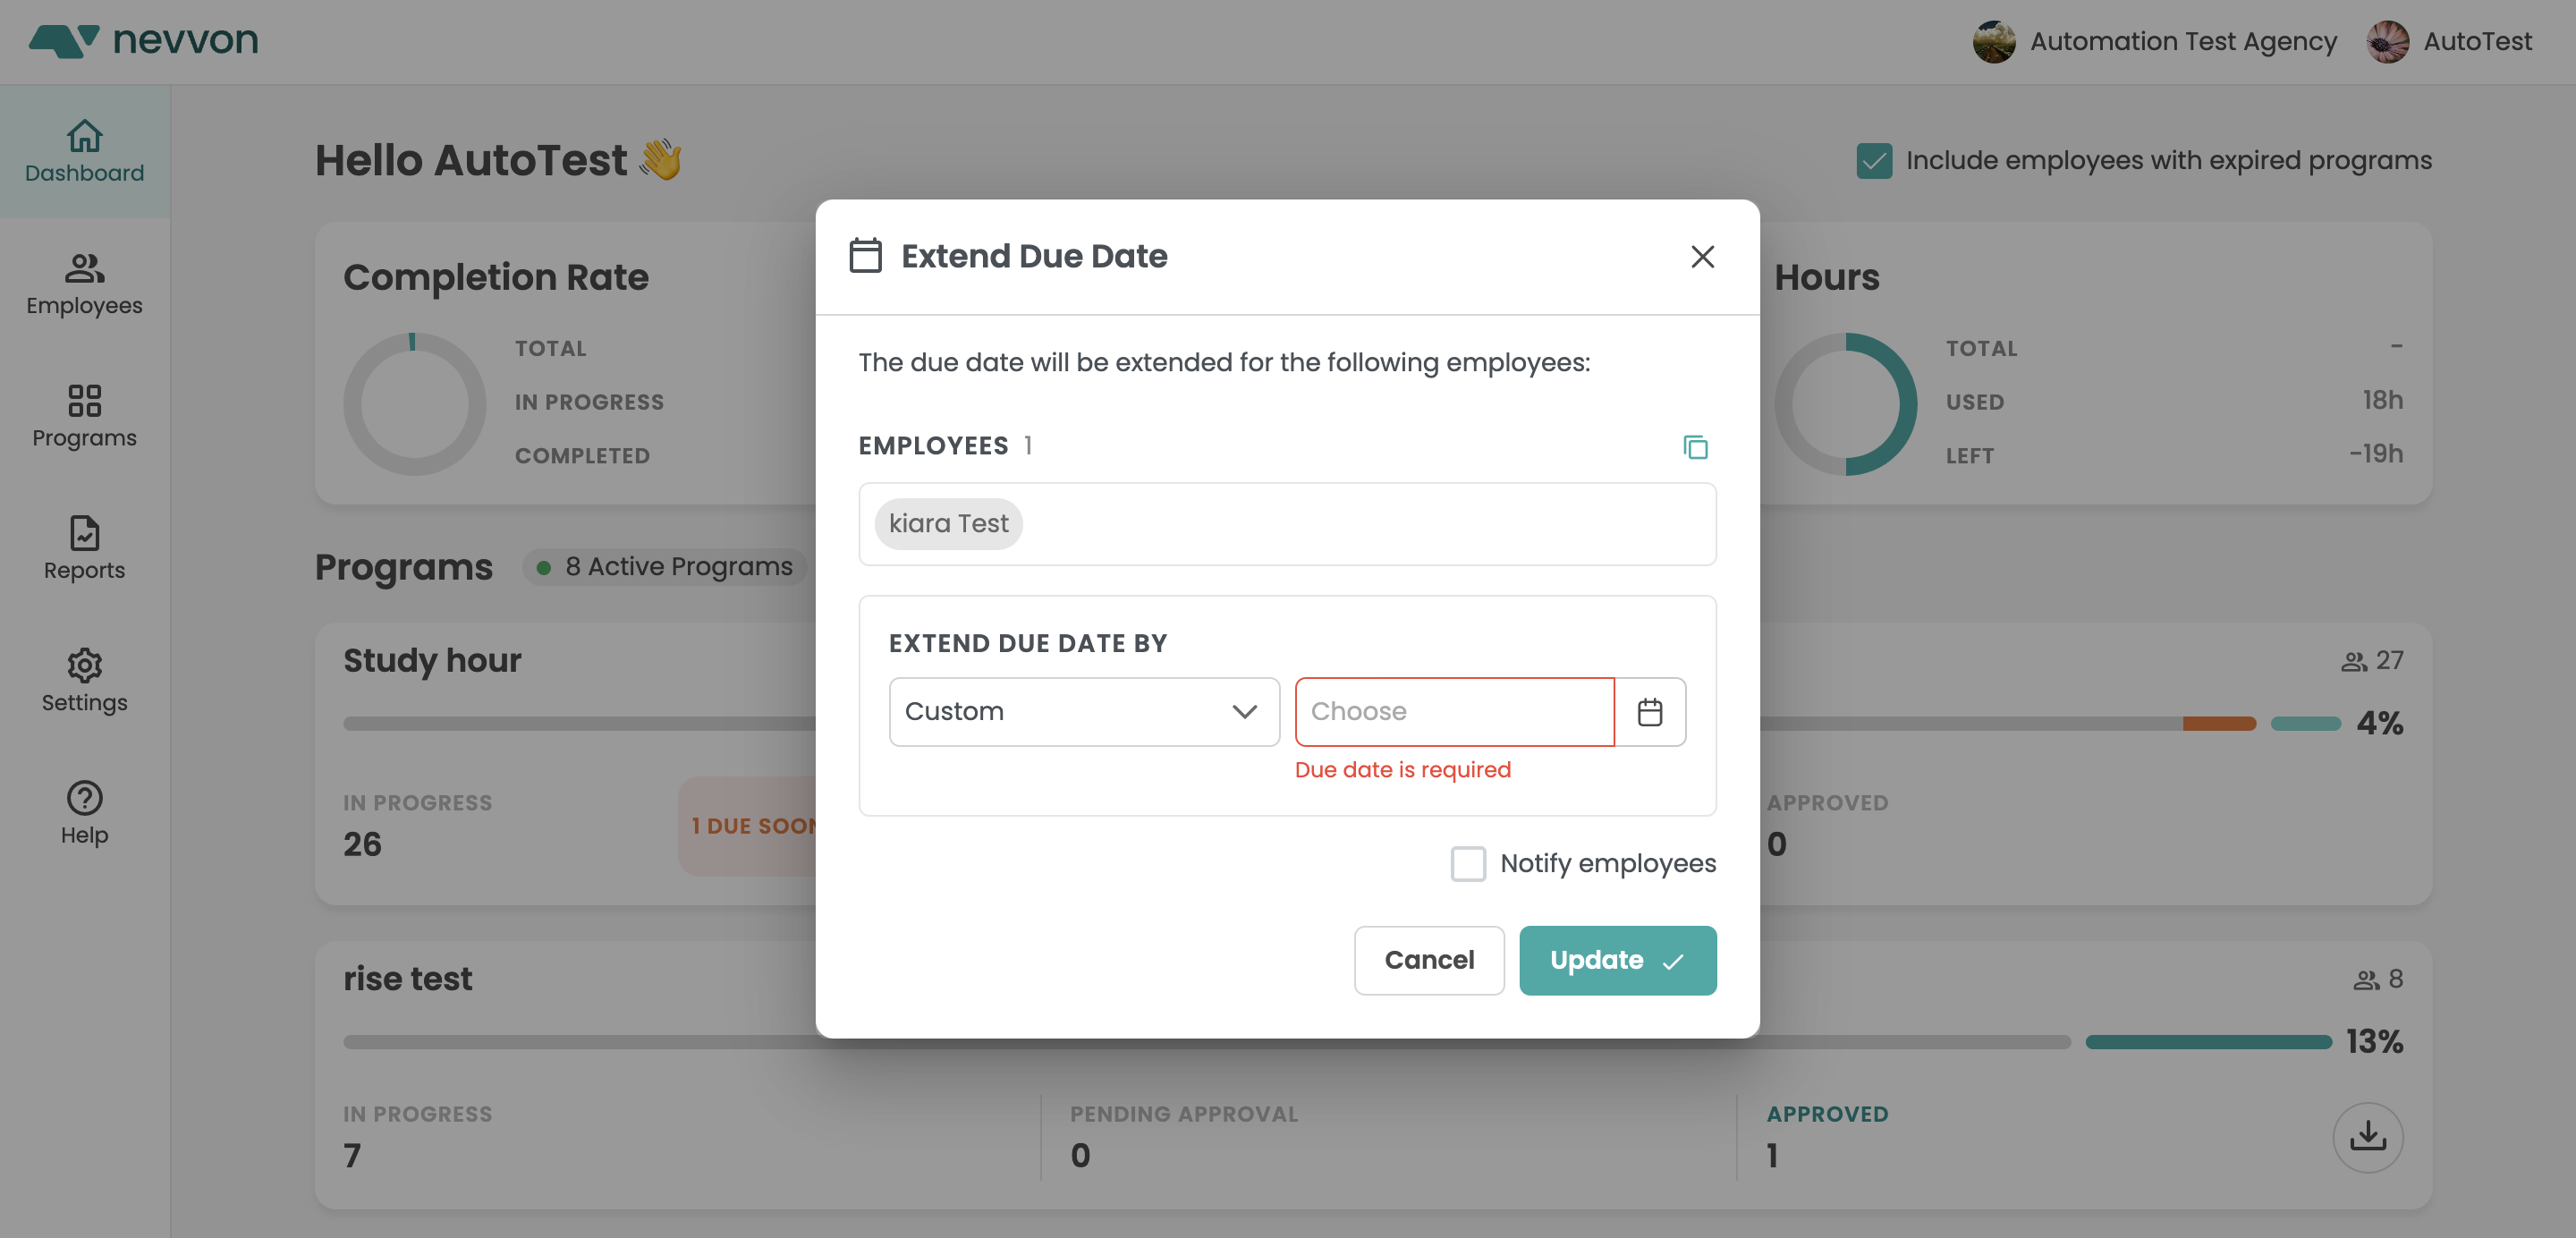 nevvon
Automation Test Agency
AutoTest
Dashboard
Employees
Programs
Reports
Settings
Help
Hello AutoTest 👋
Include employees with expired programs
Completion Rate
TOTAL
IN PROGRESS
COMPLETED
Hours
TOTAL -
USED 18h
LEFT -19h
Programs 8 Active Programs
Study hour
27
4%
IN PROGRESS
26
1 DUE SOON
APPROVED
0
rise test
8
13%
IN PROGRESS
7
PENDING APPROVAL
0
APPROVED
1
Extend Due Date
The due date will be extended for the following employees:
EMPLOYEES 1
kiara Test
EXTEND DUE DATE BY
Custom
Choose
Due date is required
Notify employees
Cancel
Update